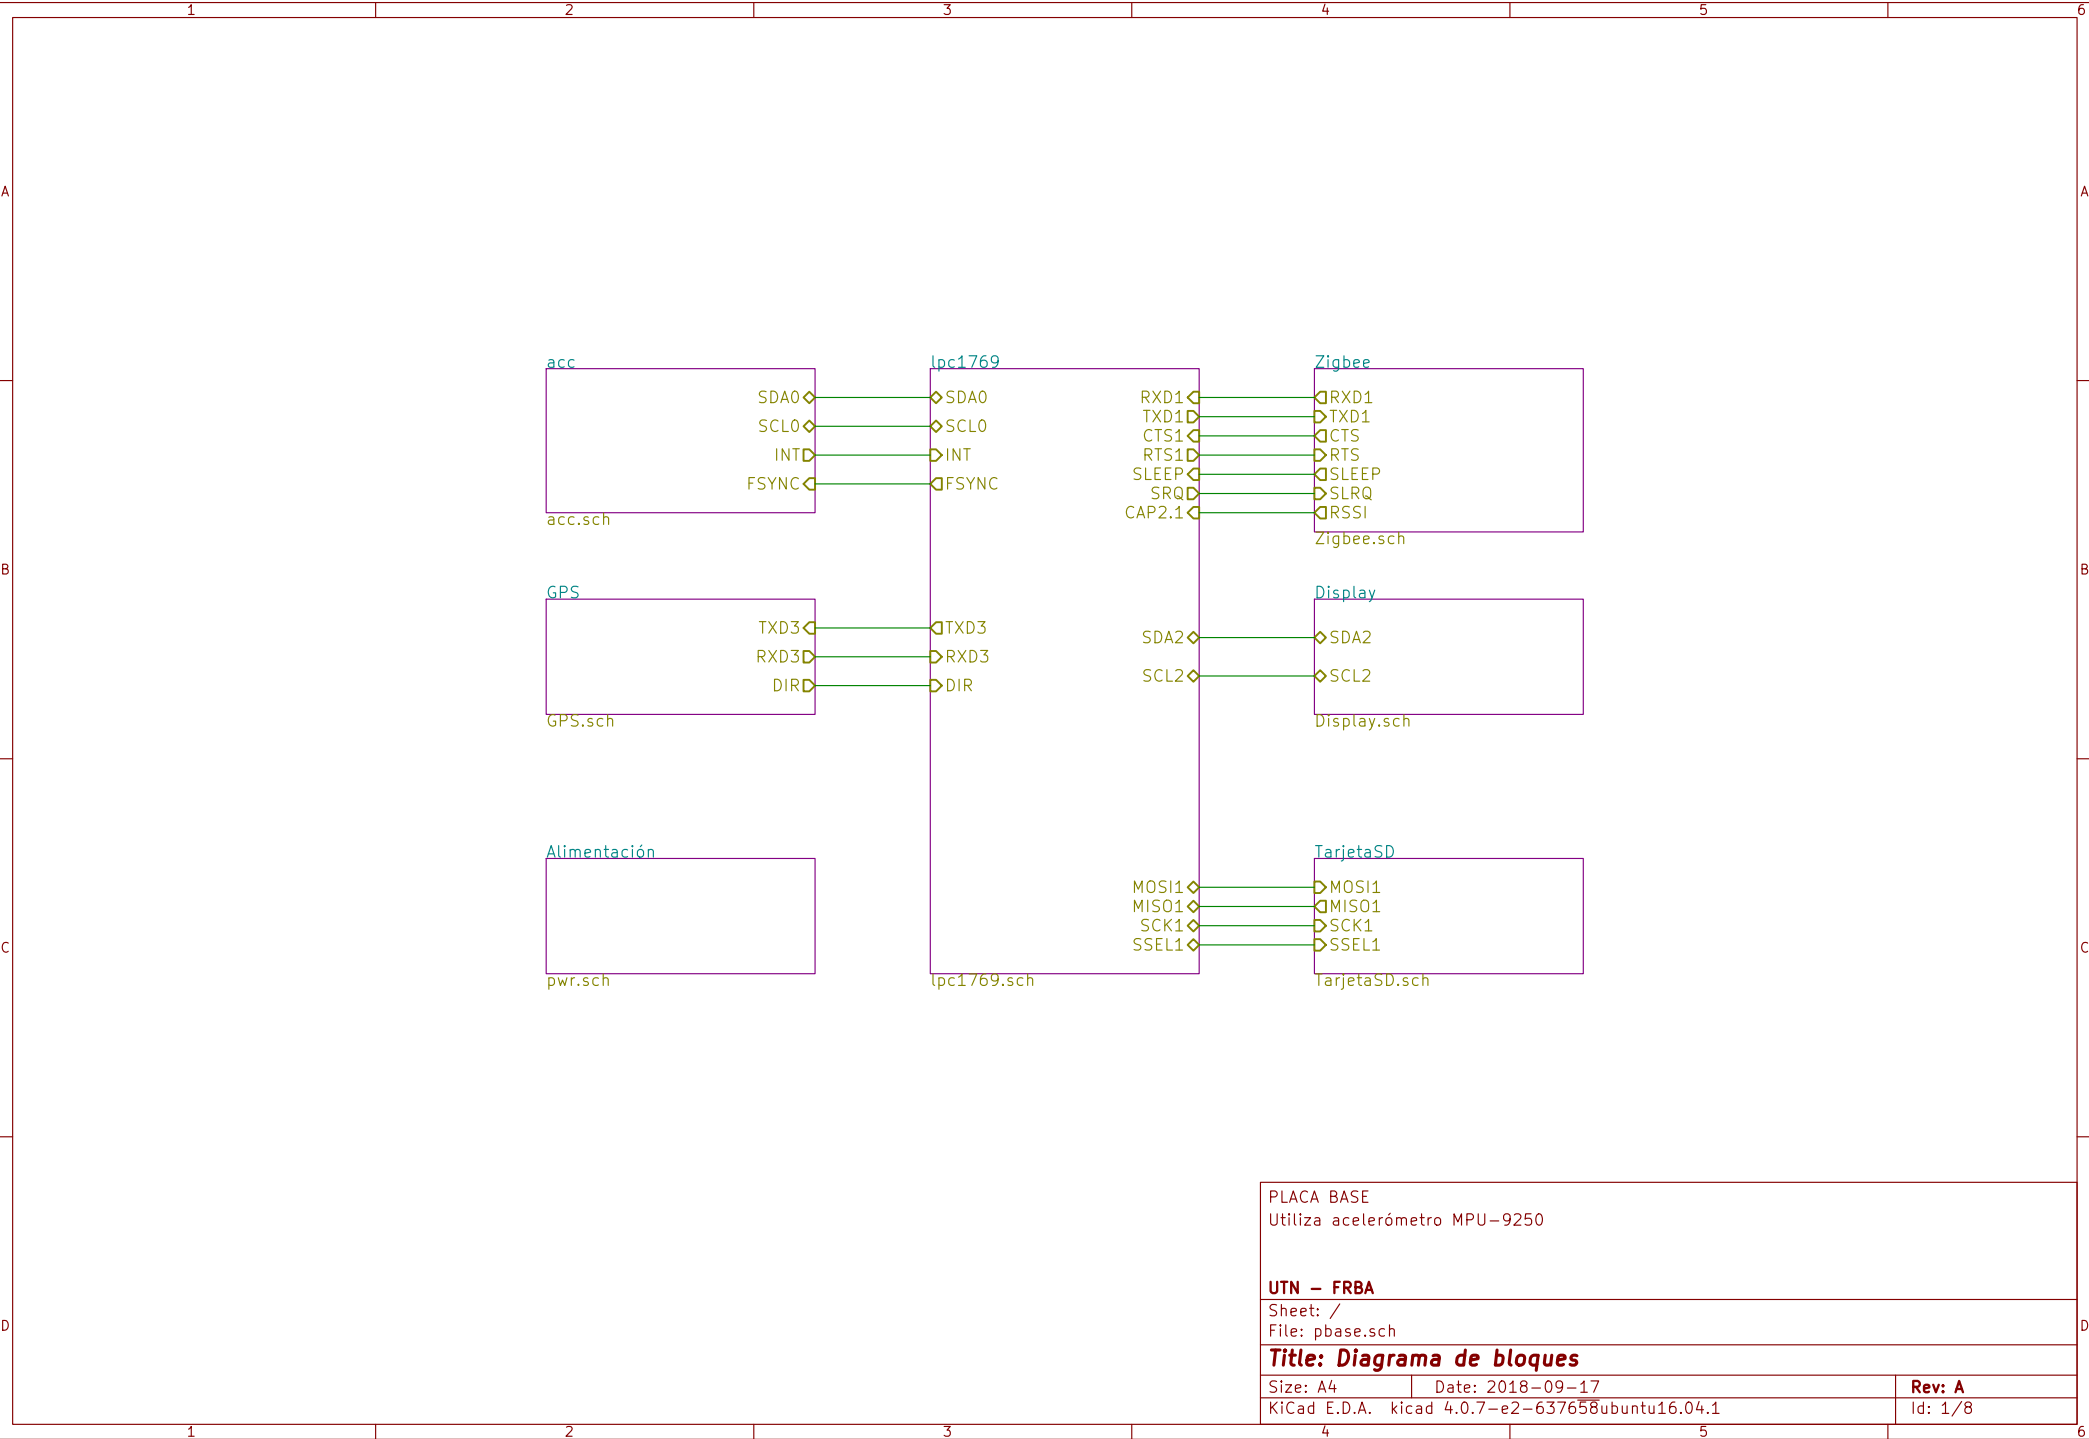 1 2 3 4 5 6
A A
B B
C C
D D
acc
SDA0
SCL0
INT
FSYNC
acc.sch
GPS
TXD3
RXD3
DIR
GPS.sch
Alimentación
pwr.sch
lpc1769
SDA0
SCL0
INT
FSYNC
TXD3
RXD3
DIR
RXD1
TXD1
CTS1
RTS1
SLEEP
SRQ
CAP2.1
SDA2
SCL2
MOSI1
MISO1
SCK1
SSEL1
lpc1769.sch
Zigbee
RXD1
TXD1
CTS
RTS
SLEEP
SLRQ
RSSI
Zigbee.sch
Display
SDA2
SCL2
Display.sch
TarjetaSD
MOSI1
MISO1
SCK1
SSEL1
TarjetaSD.sch
PLACA BASE
Utiliza acelerómetro MPU-9250
UTN - FRBA
Sheet: /
File: pbase.sch
Title: Diagrama de bloques
Size: A4 Date: 2018-09-17 Rev: A
KiCad E.D.A. kicad 4.0.7-e2-637658ubuntu16.04.1 Id: 1/8
1 2 3 4 5 6